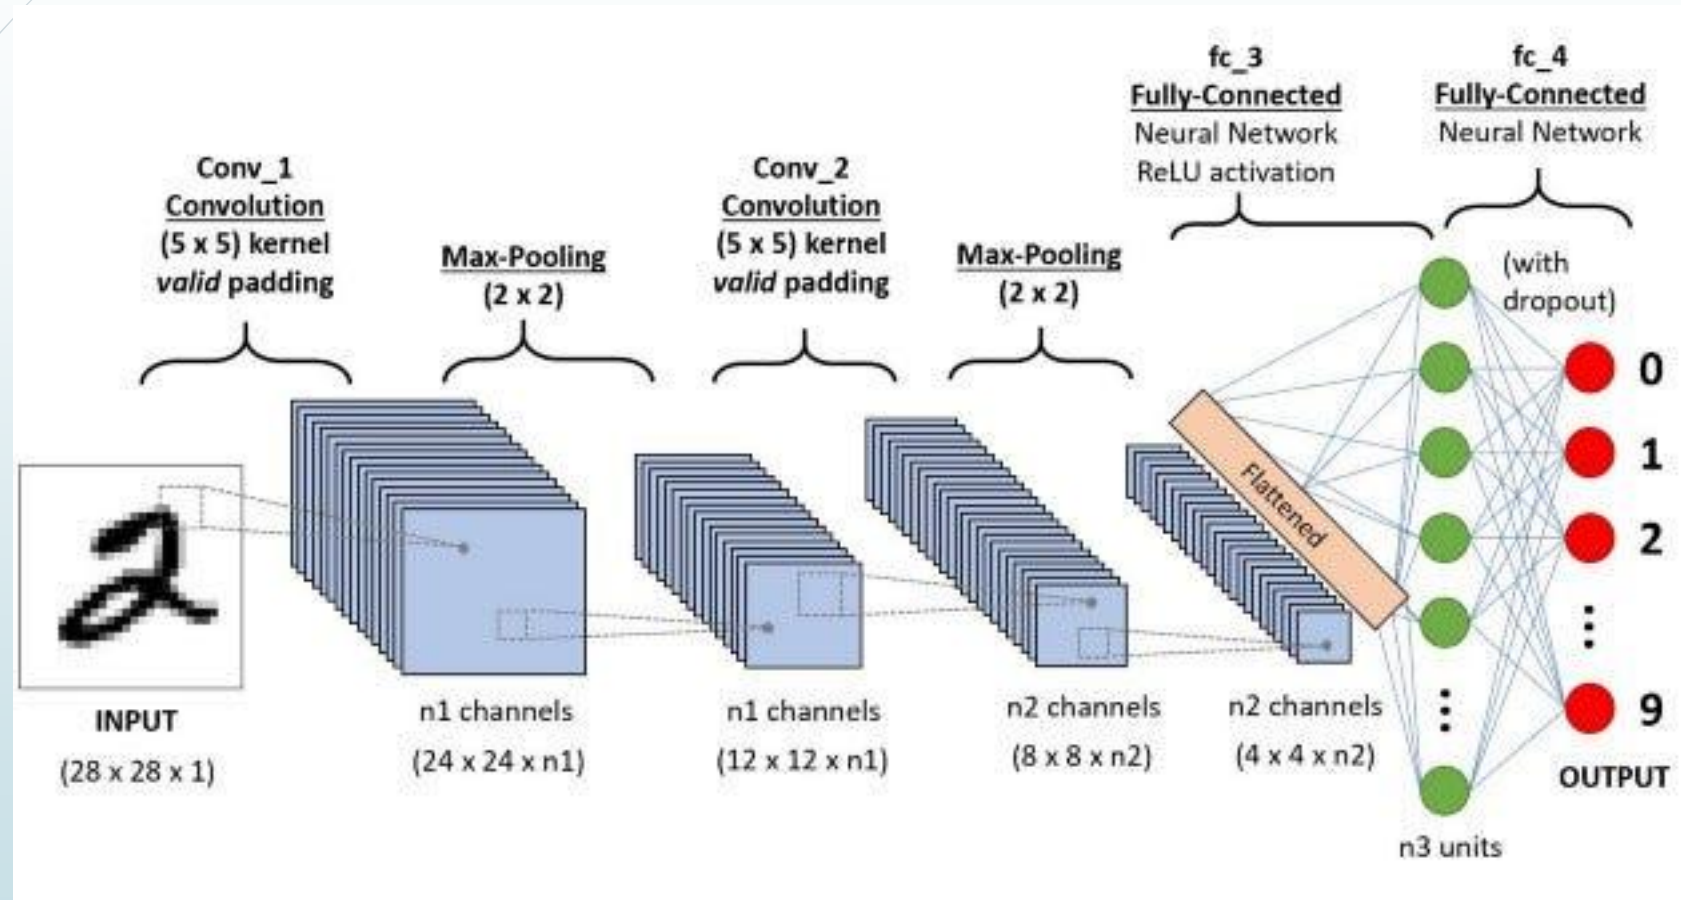 Conv_1
Convolution
(5 x 5) kernel
valid padding
Max-Pooling
(2 x 2)
Conv_2
Convolution
(5 x 5) kernel
valid padding
Max-Pooling
(2 x 2)
fc_3
Fully-Connected
Neural Network
ReLU activation
fc_4
Fully-Connected
Neural Network
(with
dropout)
2
Flattened
0
1
2
9
OUTPUT
INPUT
(28 x 28 x 1)
n1 channels
(24 x 24 x n1)
n1 channels
(12 x 12 x n1)
n2 channels
(8 x 8 x n2)
n2 channels
(4 x 4 x n2)
n3 units